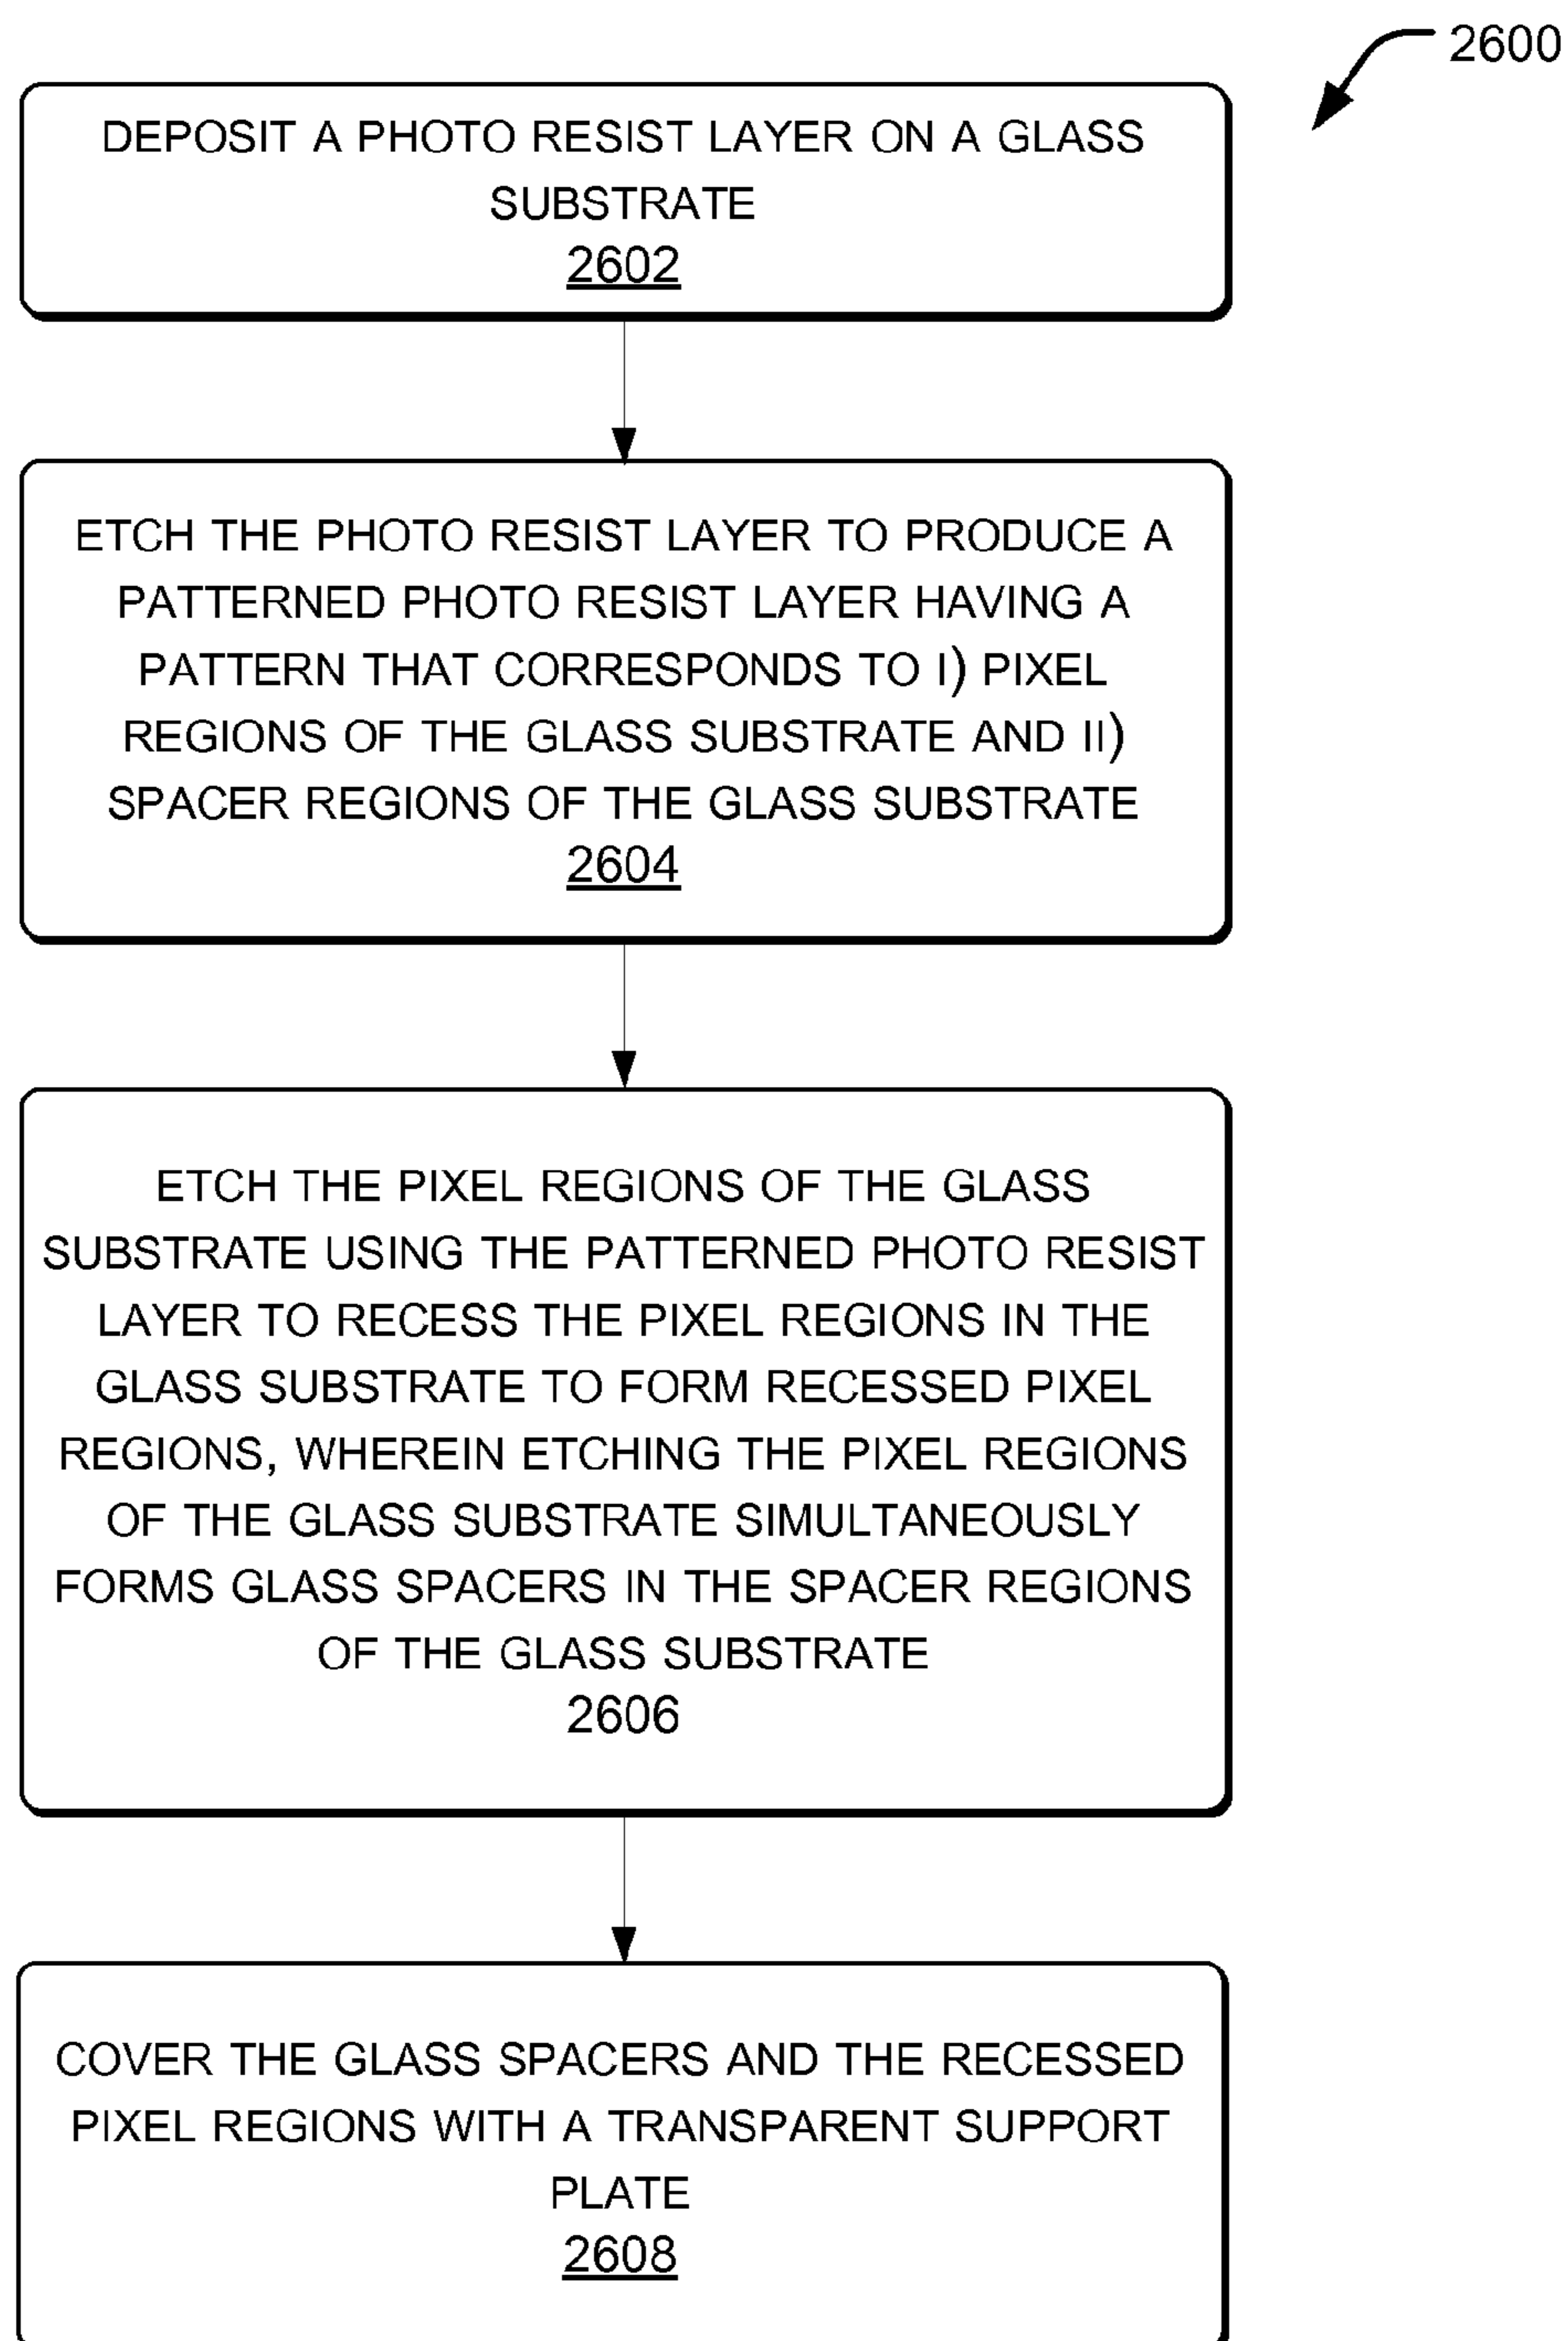 2600
DEPOSIT A PHOTO RESIST LAYER ON A GLASS
SUBSTRATE
2602
ETCH THE PHOTO RESIST LAYER TO PRODUCE A
PATTERNED PHOTO RESIST LAYER HAVING A
PATTERN THAT CORRESPONDS TO I) PIXEL
REGIONS OF THE GLASS SUBSTRATE AND II)
SPACER REGIONS OF THE GLASS SUBSTRATE
2604
ETCH THE PIXEL REGIONS OF THE GLASS
SUBSTRATE USING THE PATTERNED PHOTO RESIST
LAYER TO RECESS THE PIXEL REGIONS IN THE
GLASS SUBSTRATE TO FORM RECESSED PIXEL
REGIONS, WHEREIN ETCHING THE PIXEL REGIONS
OF THE GLASS SUBSTRATE SIMULTANEOUSLY
FORMS GLASS SPACERS IN THE SPACER REGIONS
OF THE GLASS SUBSTRATE
2606
COVER THE GLASS SPACERS AND THE RECESSED
PIXEL REGIONS WITH A TRANSPARENT SUPPORT
PLATE
2608